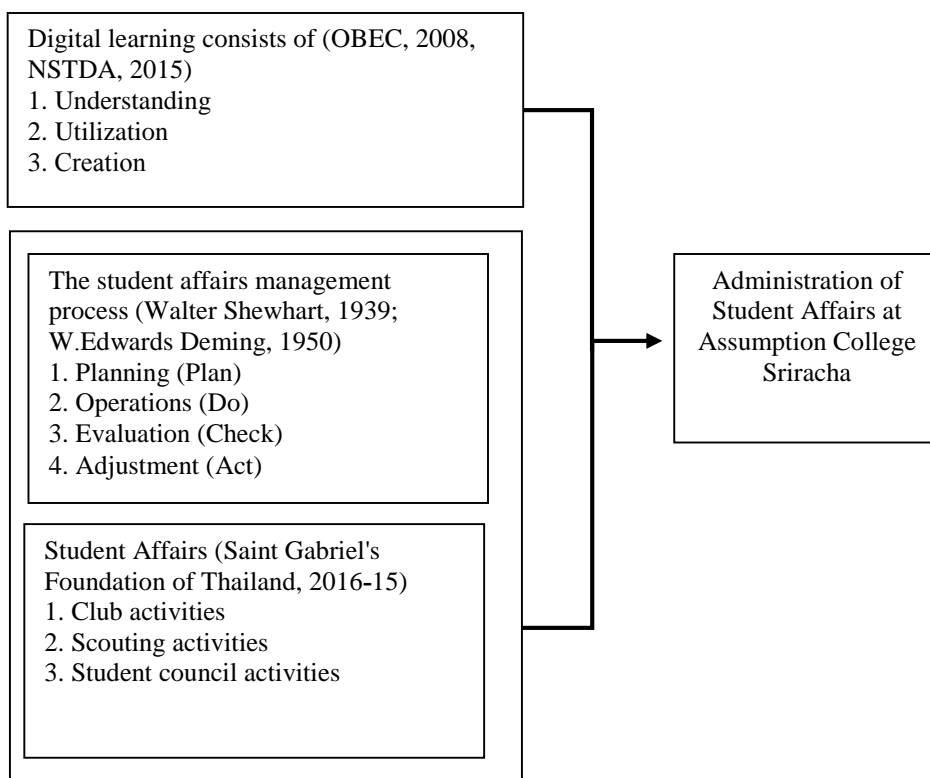 Digital learning consists of (OBEC, 2008,
NSTDA, 2015)
1. Understanding
2. Utilization
3. Creation
The student affairs management
process (Walter Shewhart, 1939;
W.Edwards Deming, 1950)
1. Planning (Plan)
2. Operations (Do)
3. Evaluation (Check)
4. Adjustment (Act)
Student Affairs (Saint Gabriel's
Foundation of Thailand, 2016-15)
1. Club activities
2. Scouting activities
3. Student council activities
Administration of
Student Affairs at
Assumption College
Sriracha